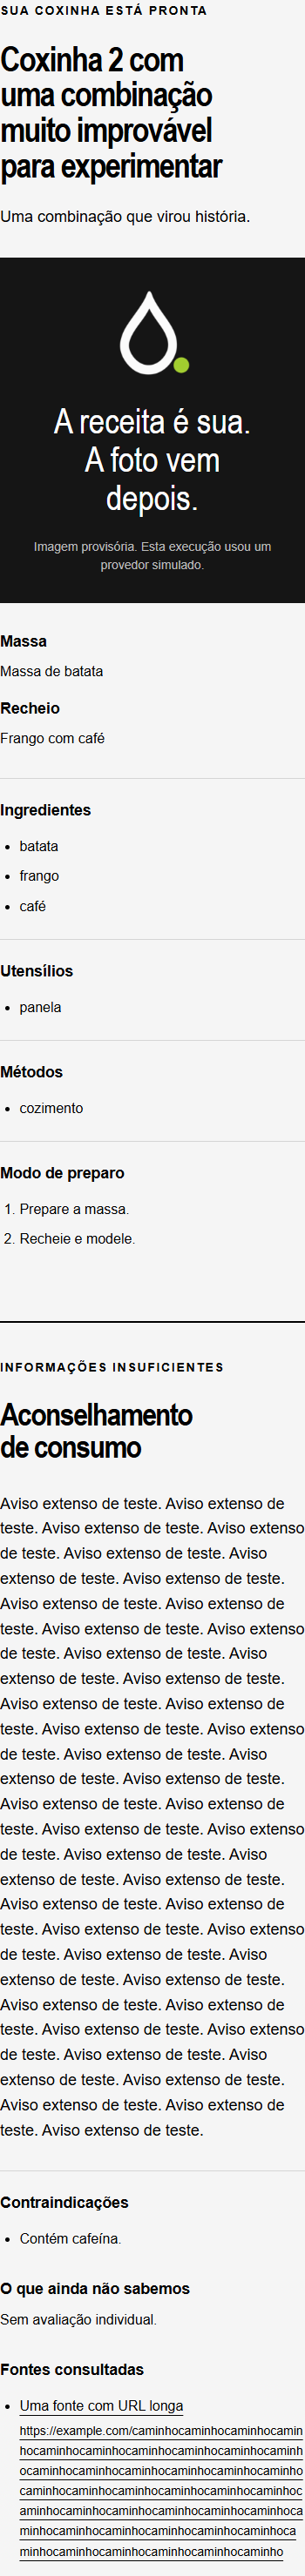 SUA COXINHA ESTÁ PRONTA
Coxinha 2 com
uma combinação
muito improvável
para experimentar
Uma combinação que virou história.
A receita é sua.
A foto vem
depois.
Imagem provisória. Esta execução usou um
provedor simulado.
Massa
Massa de batata
Recheio
Frango com café
Ingredientes
• batata
• frango
• café
Utensílios
• panela
Métodos
• cozimento
Modo de preparo
1. Prepare a massa.
2. Recheie e modele.
INFORMAÇÕES INSUFICIENTES
Aconselhamento
de consumo
Aviso extenso de teste. Aviso extenso de
teste. Aviso extenso de teste. Aviso extenso
de teste. Aviso extenso de teste. Aviso
extenso de teste. Aviso extenso de teste.
Aviso extenso de teste. Aviso extenso de
teste. Aviso extenso de teste. Aviso extenso
de teste. Aviso extenso de teste. Aviso
extenso de teste. Aviso extenso de teste.
Aviso extenso de teste. Aviso extenso de
teste. Aviso extenso de teste. Aviso extenso
de teste. Aviso extenso de teste. Aviso
extenso de teste. Aviso extenso de teste.
Aviso extenso de teste. Aviso extenso de
teste. Aviso extenso de teste. Aviso extenso
de teste. Aviso extenso de teste. Aviso
extenso de teste. Aviso extenso de teste.
Aviso extenso de teste. Aviso extenso de
teste. Aviso extenso de teste. Aviso extenso
de teste. Aviso extenso de teste. Aviso
extenso de teste. Aviso extenso de teste.
Aviso extenso de teste. Aviso extenso de
teste. Aviso extenso de teste. Aviso extenso
de teste. Aviso extenso de teste. Aviso
extenso de teste. Aviso extenso de teste.
Aviso extenso de teste. Aviso extenso de
teste. Aviso extenso de teste.
Contraindicações
• Contém cafeína.
O que ainda não sabemos
Sem avaliação individual.
Fontes consultadas
• Uma fonte com URL longa
https://example.com/caminhocaminhocaminhocamin
hocaminhocaminhocaminhocaminhocaminhocaminh
ocaminhocaminhocaminhocaminhocaminhocaminho
caminhocaminhocaminhocaminhocaminhocaminhoc
aminhocaminhocaminhocaminhocaminhocaminhoca
minhocaminhocaminhocaminhocaminhocaminhoca
minhocaminhocaminhocaminhocaminhocaminho